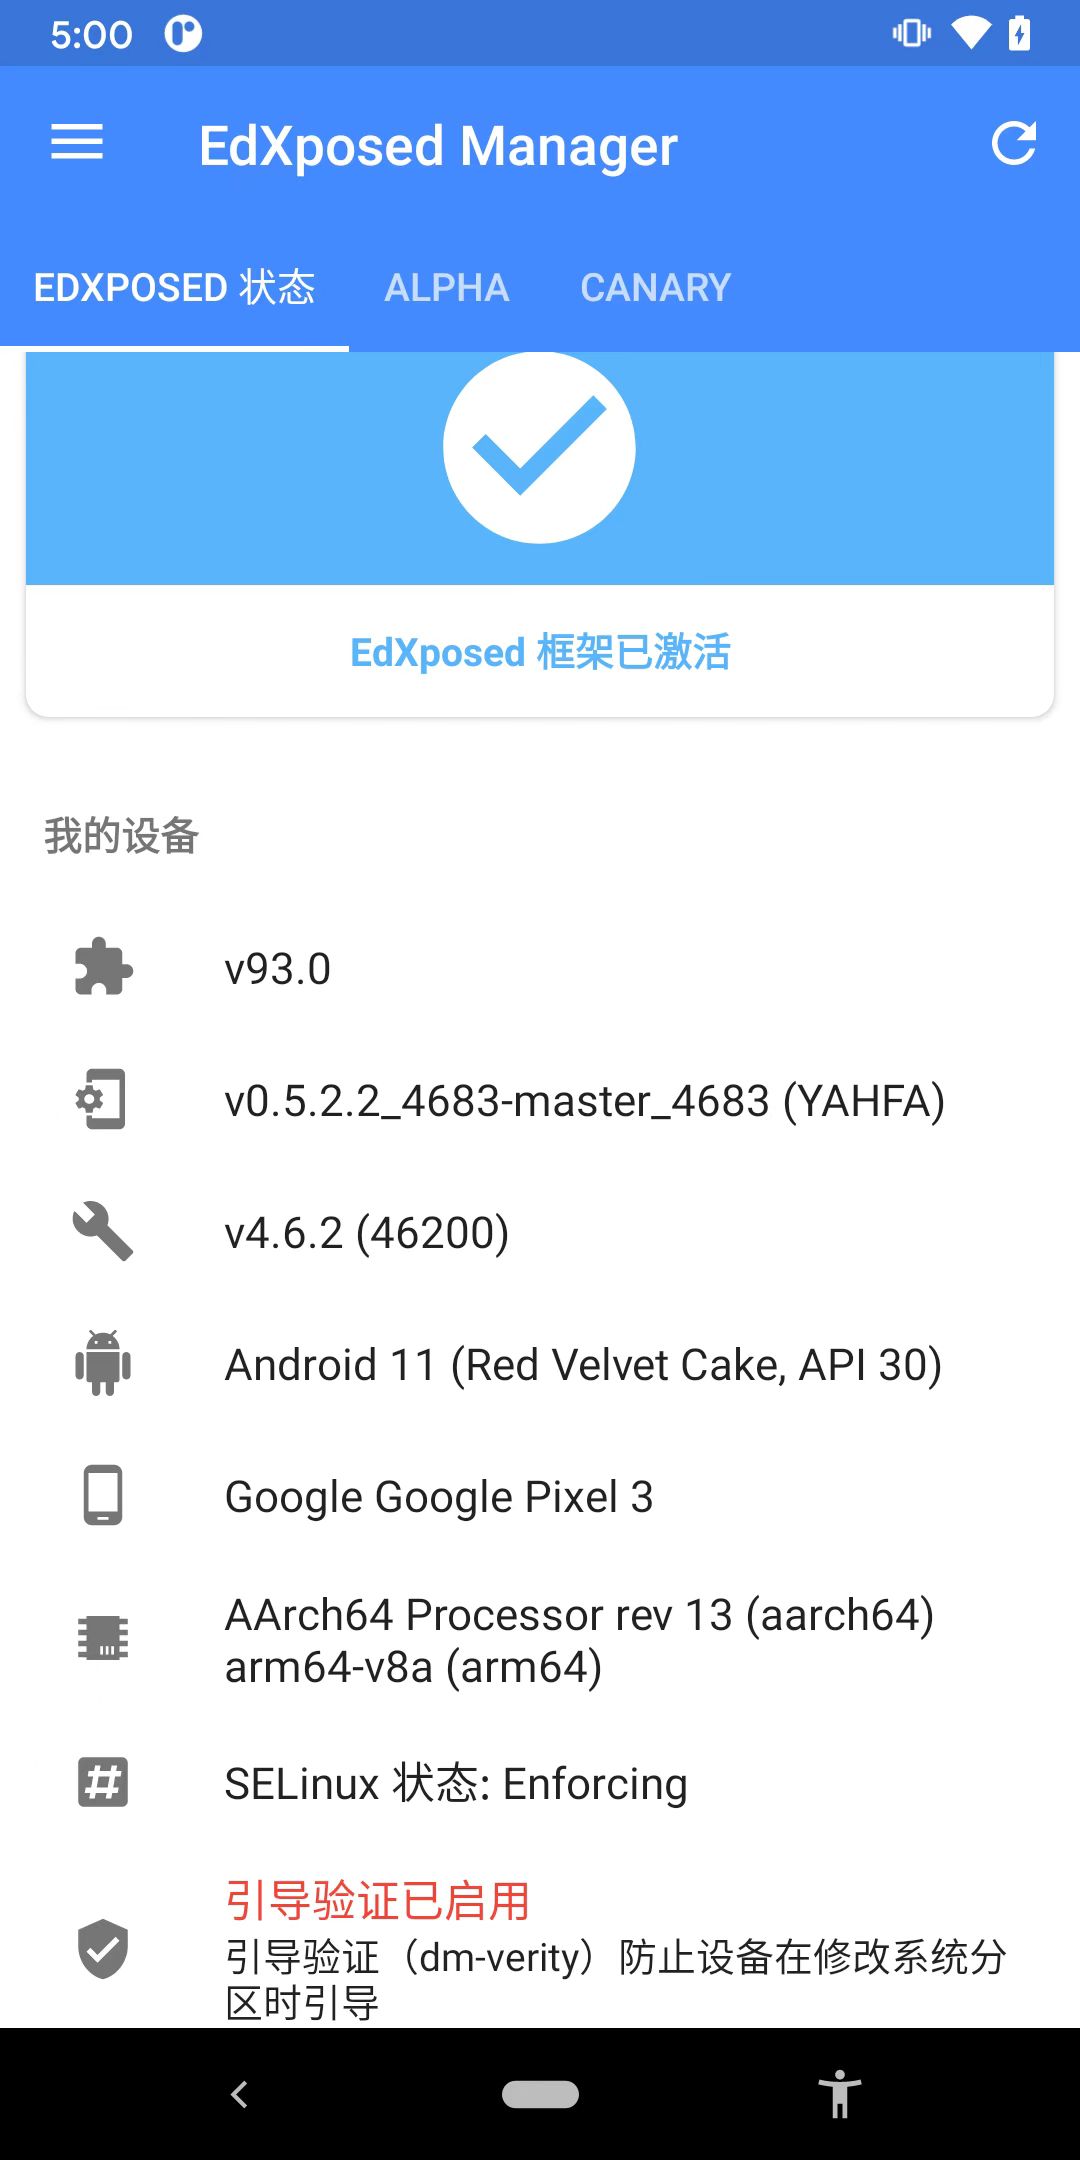 5:00
EdXposed Manager
EDXPOSED 状态
ALPHA
CANARY
EdXposed 框架已激活
我的设备
v93.0
v0.5.2.2_4683-master_4683 (YAHFA)
v4.6.2 (46200)
Android 11 (Red Velvet Cake, API 30)
Google Google Pixel 3
AArch64 Processor rev 13 (aarch64)
arm64-v8a (arm64)
SELinux 状态: Enforcing
引导验证已启用
引导验证（dm-verity）防止设备在修改系统分
区时引导